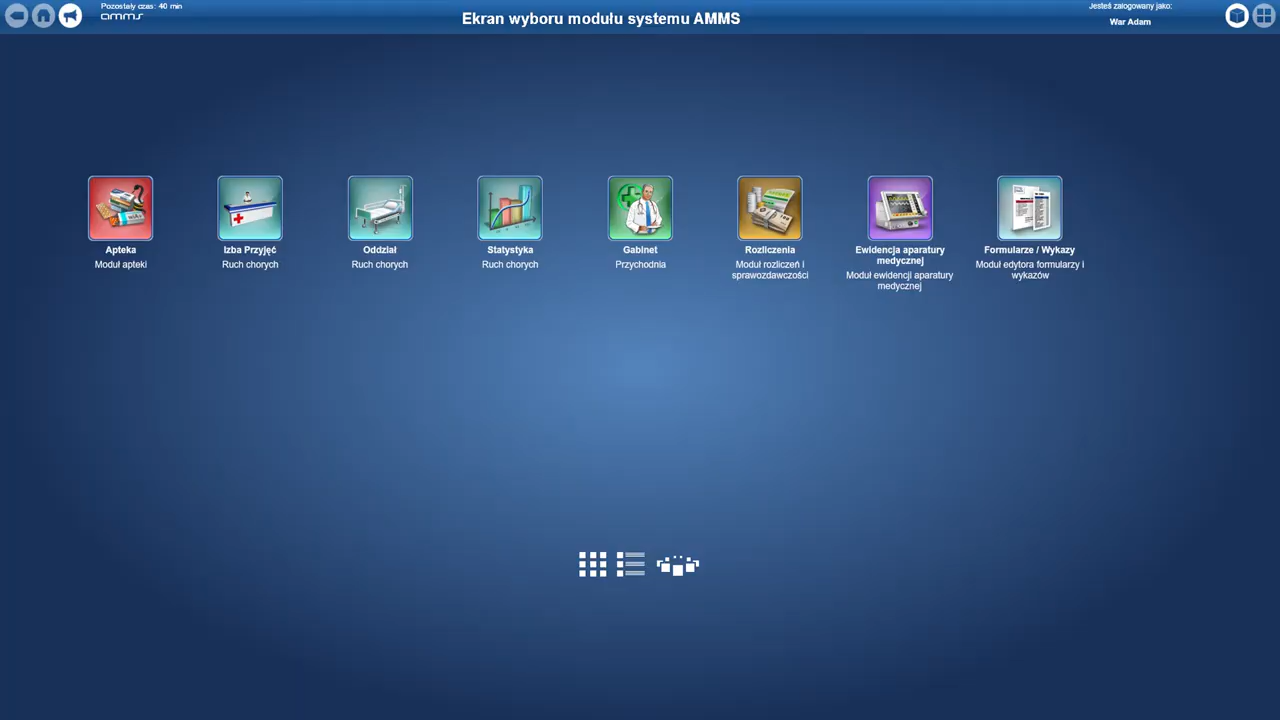 Pozostały czas: 40 min
amms
Ekran wyboru modułu systemu AMMS
Jesteś zalogowany jako:
War Adam
Apteka
Moduł apteki
Izba Przyjęć
Ruch chorych
Oddział
Ruch chorych
Statystyka
Ruch chorych
Gabinet
Przychodnia
Rozliczenia
Moduł rozliczeń i
sprawozdawczości
Ewidencja aparatury
medycznej
Moduł ewidencji aparatury
medycznej
Formularze / Wykazy
Moduł edytora formularzy i
wykazów